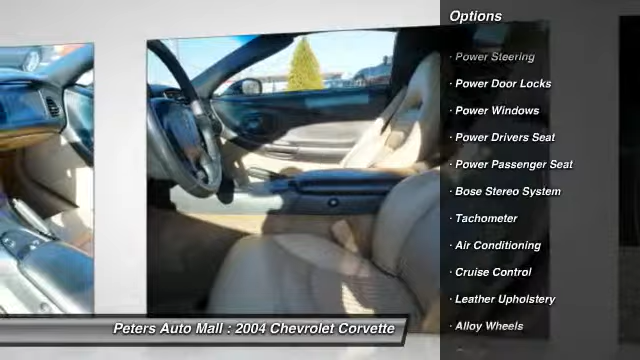 Options
· Power Steering
· Power Door Locks
· Power Windows
· Power Drivers Seat
· Power Passenger Seat
· Bose Stereo System
· Tachometer
· Air Conditioning
· Cruise Control
· Leather Upholstery
· Alloy Wheels
Peters Auto Mall : 2004 Chevrolet Corvette